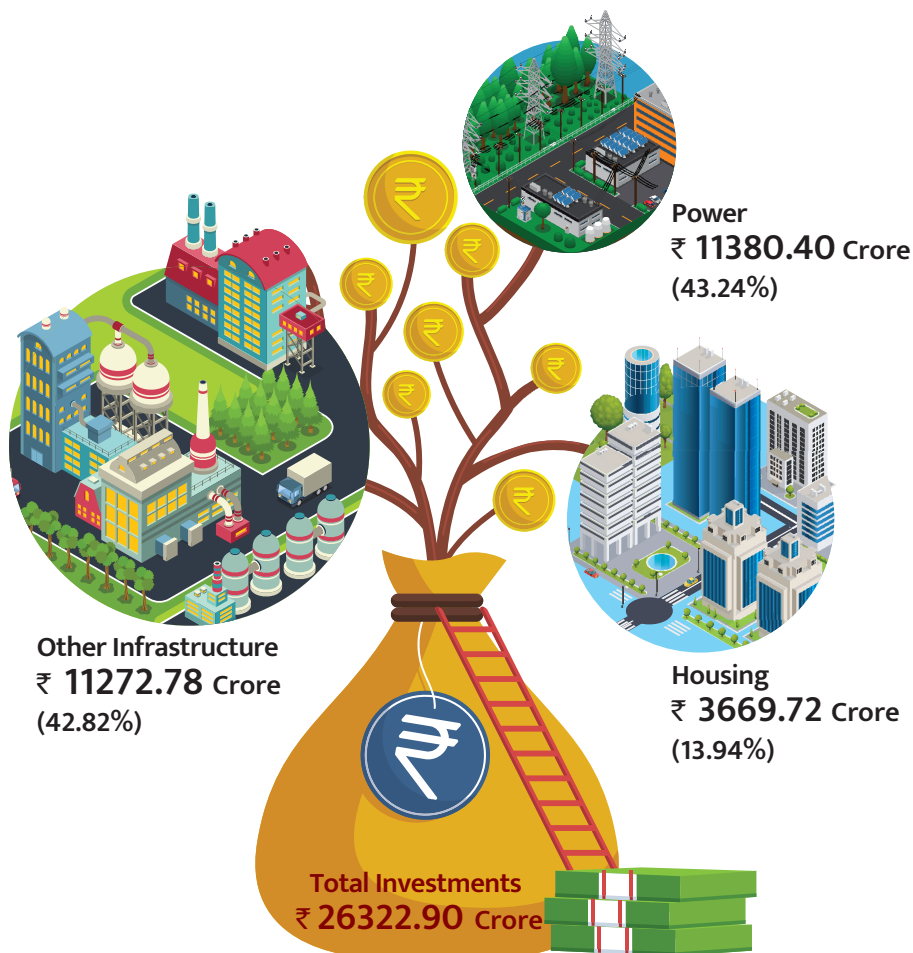 Power
₹ 11380.40 Crore
(43.24%)
Other Infrastructure
₹ 11272.78 Crore
(42.82%)
Housing
₹ 3669.72 Crore
(13.94%)
Total Investments
₹ 26322.90 Crore